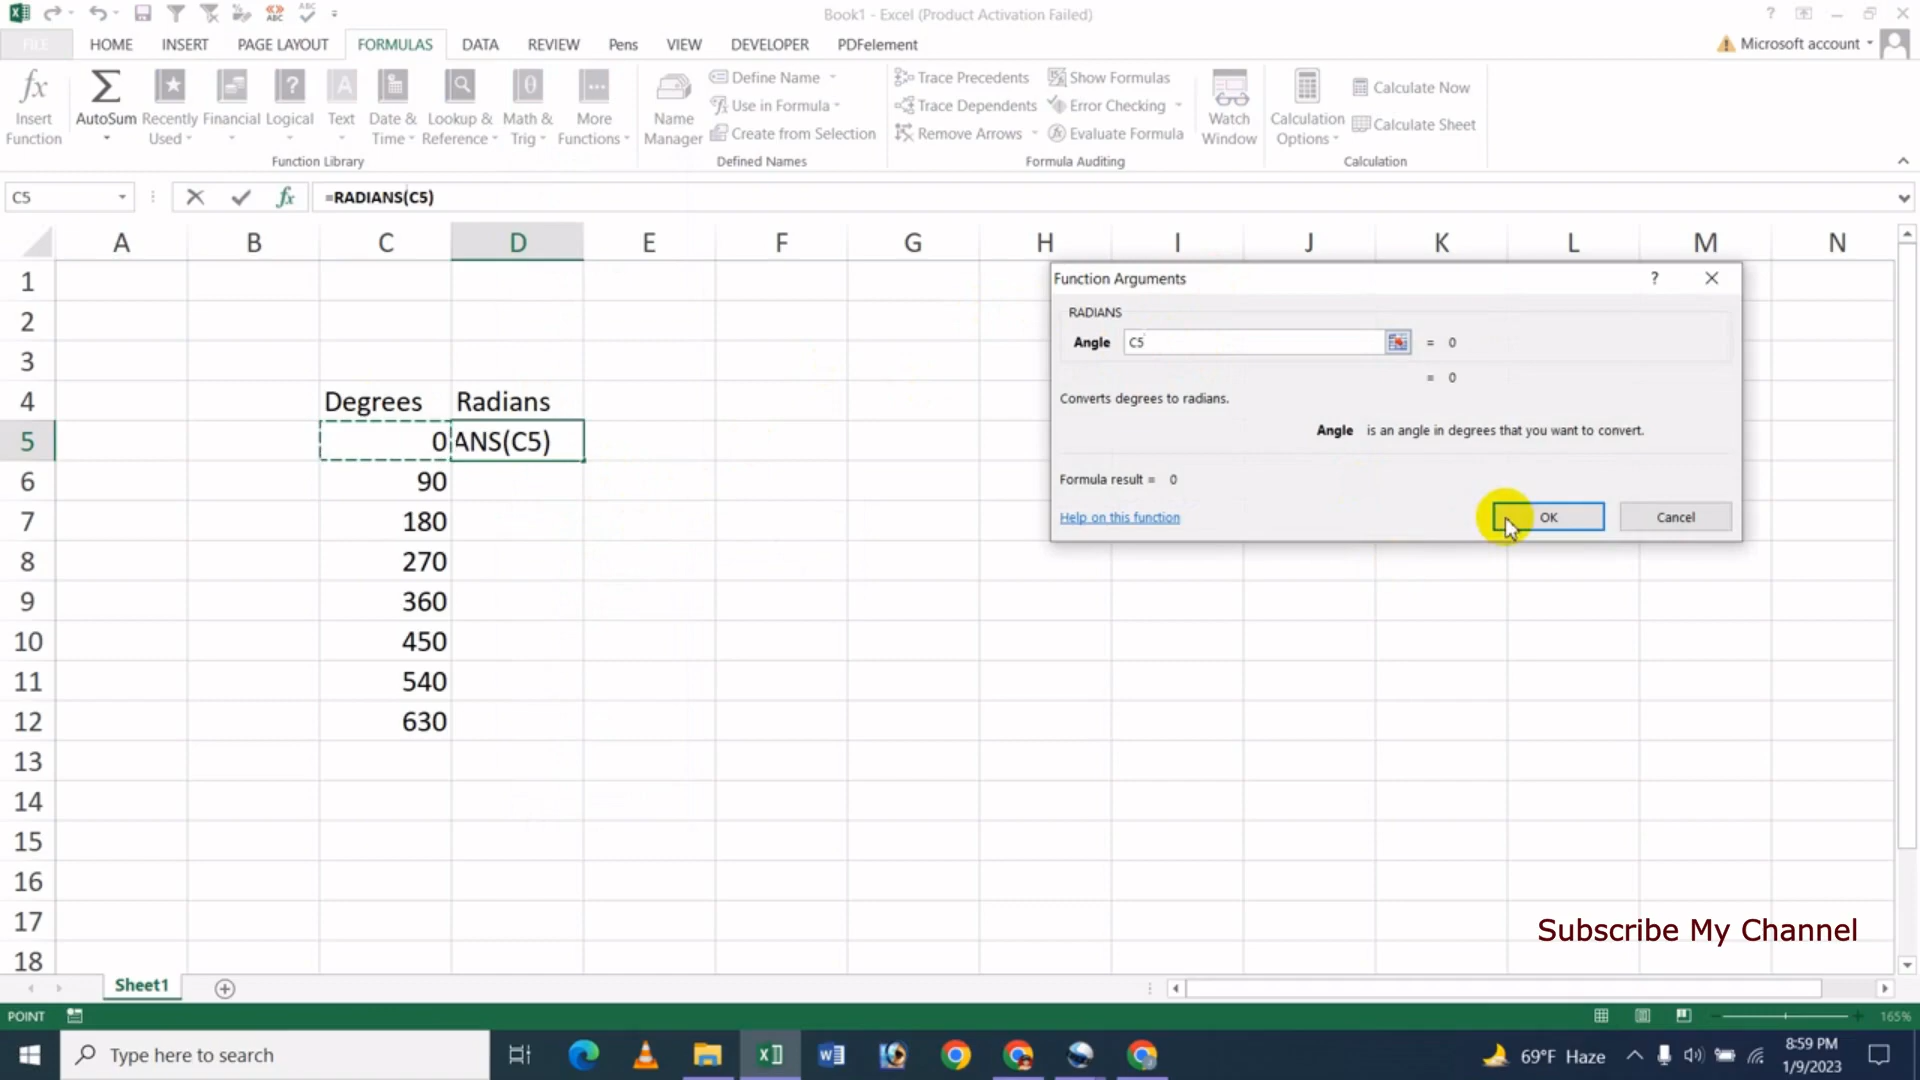 Book1 - Excel (Product Activation Failed)
FILE HOME INSERT PAGE LAYOUT FORMULAS DATA REVIEW Pens VIEW DEVELOPER PDFelement
Microsoft account
Insert Function
AutoSum
Recently Used
Financial
Logical
Text
Date & Time
Lookup & Reference
Math & Trig
More Functions
Function Library
Name Manager
Define Name
Use in Formula
Create from Selection
Defined Names
Trace Precedents
Trace Dependents
Remove Arrows
Show Formulas
Error Checking
Evaluate Formula
Formula Auditing
Watch Window
Calculation Options
Calculate Now
Calculate Sheet
Calculation
C5
=RADIANS(C5)
A B C D E F G H I J K L M N
1
2
3
4 Degrees Radians
5 0 ANS(C5)
6 90
7 180
8 270
9 360
10 450
11 540
12 630
13
14
15
16
17
18
Function Arguments
RADIANS
Angle C5 = 0
= 0
Converts degrees to radians.
Angle is an angle in degrees that you want to convert.
Formula result = 0
Help on this function
OK Cancel
Subscribe My Channel
Sheet1
POINT
165%
Type here to search
69°F Haze
8:59 PM
1/9/2023